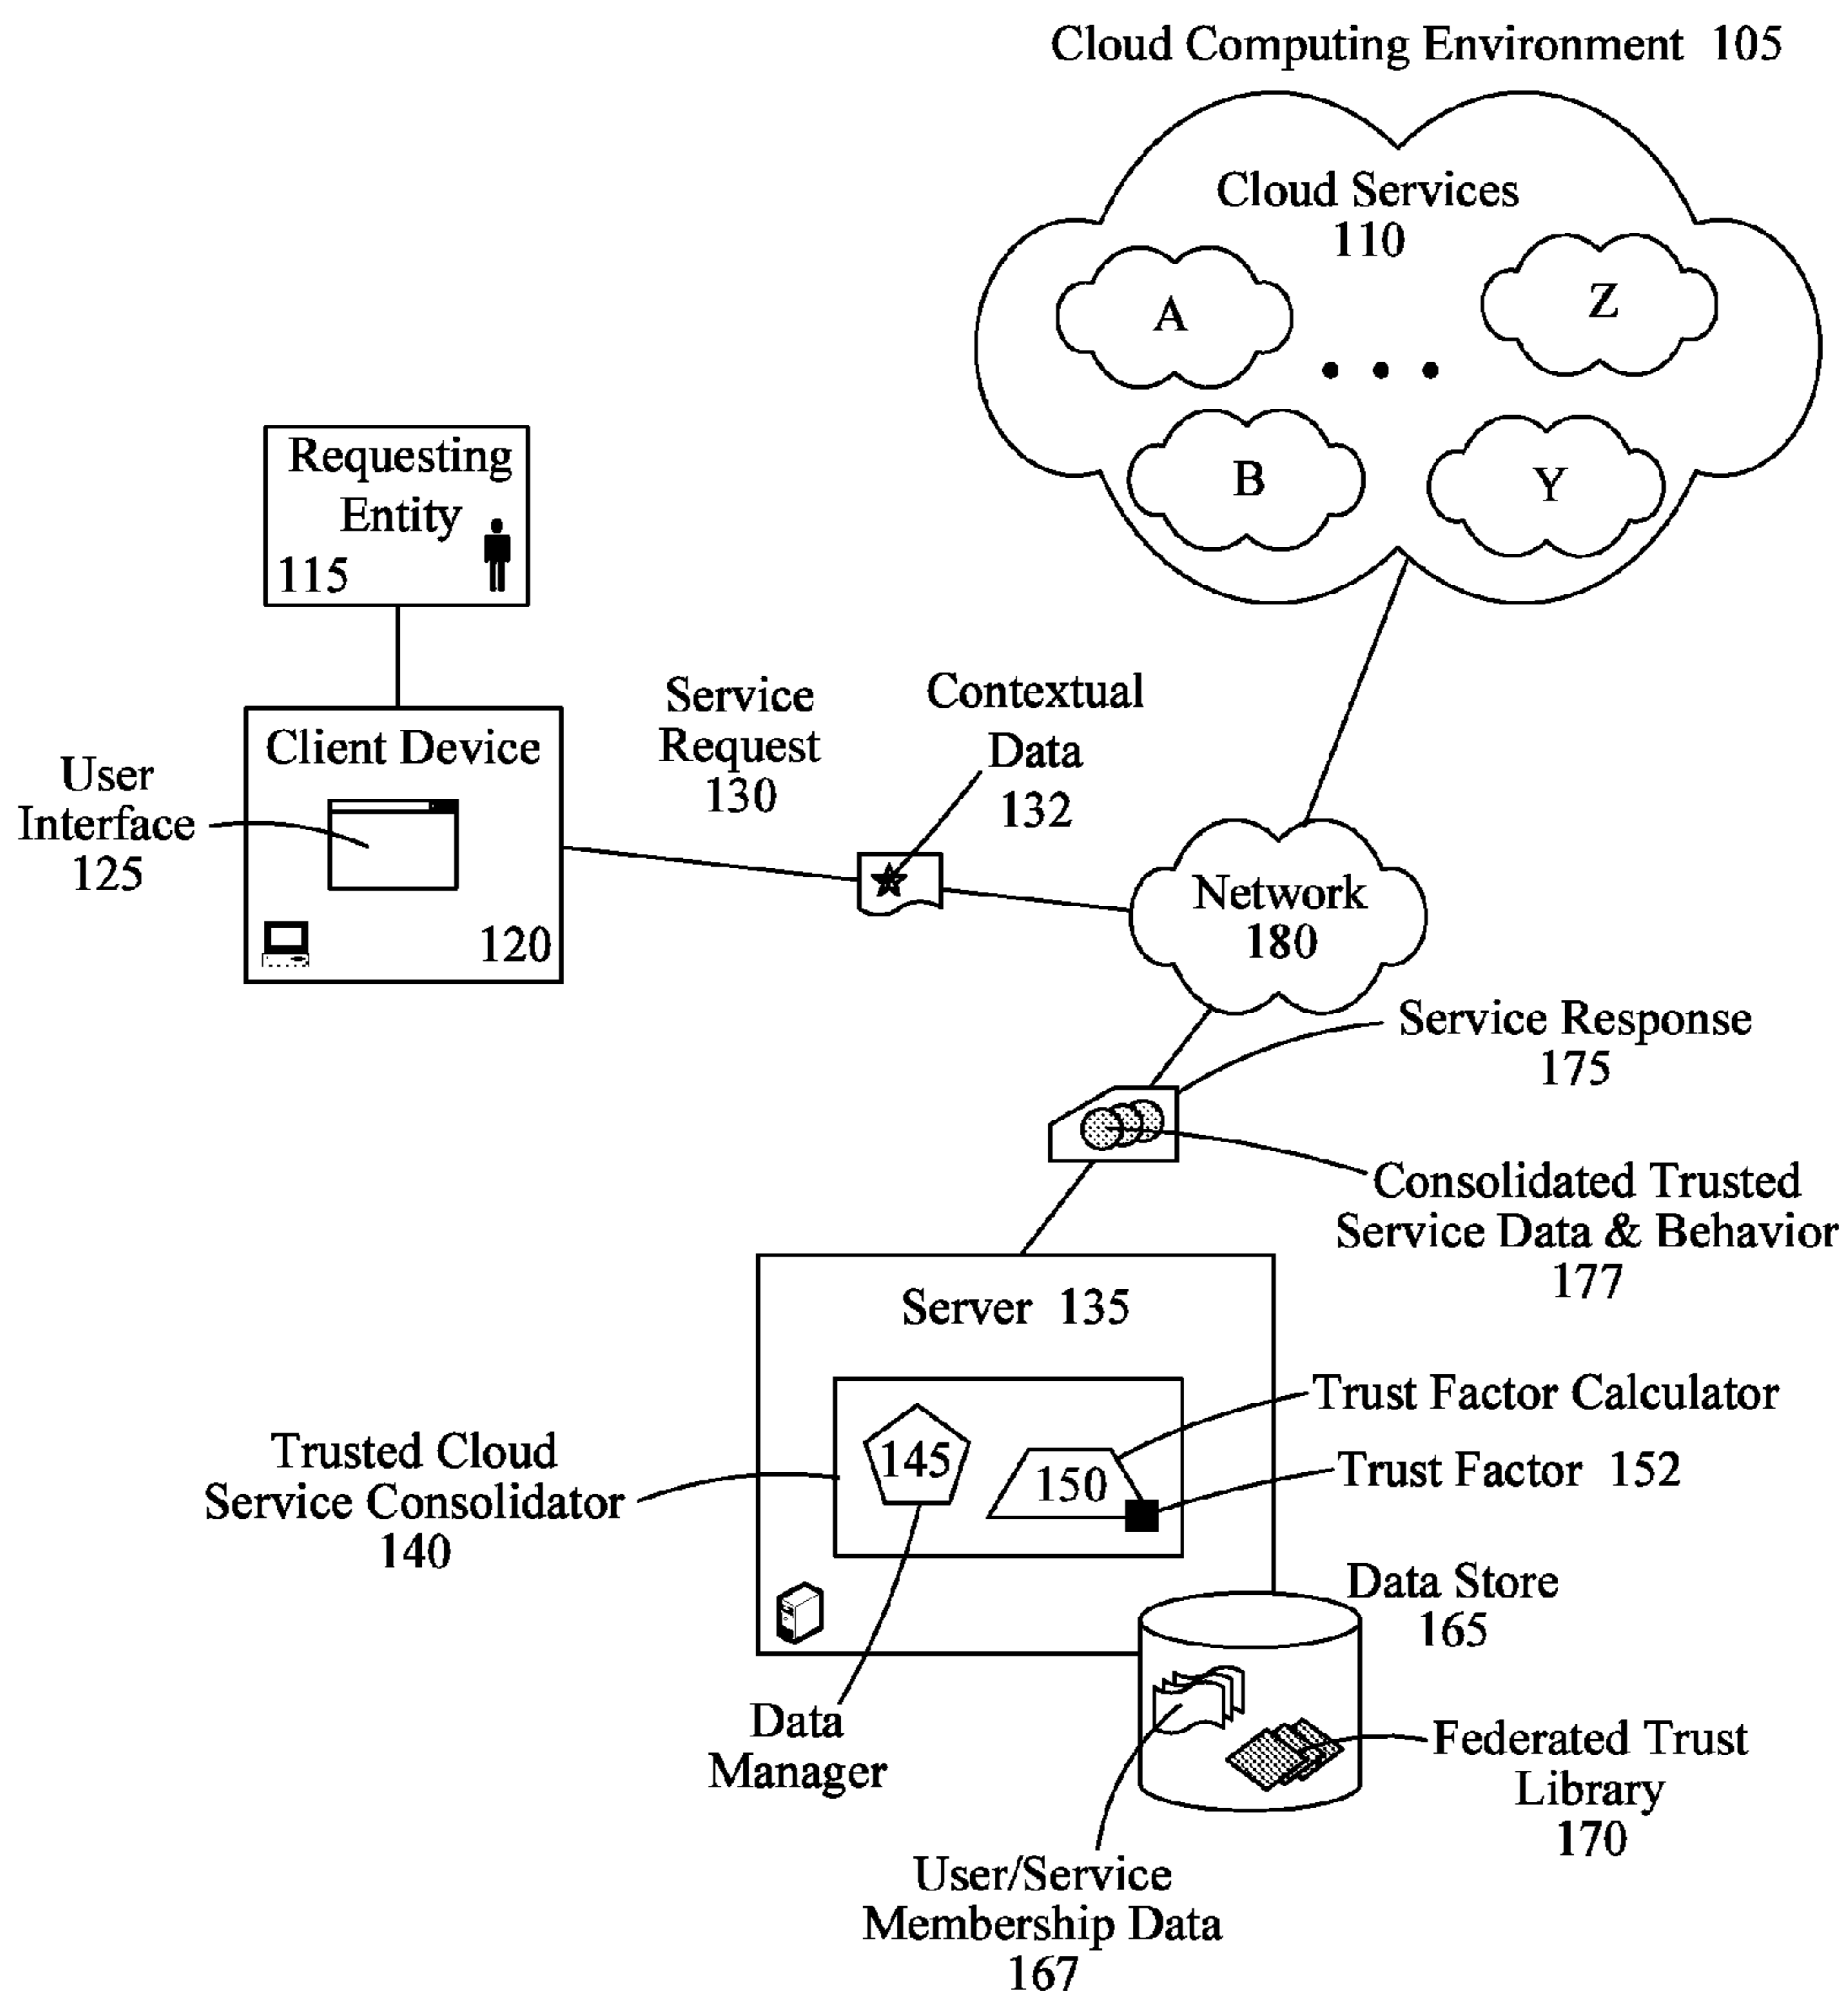 Cloud Computing Environment 105
Cloud Services
110
A
Z
B
Y
Requesting
Entity
115
Client Device
120
User
Interface
125
Service
Request
130
Contextual
Data
132
Network
180
Service Response
175
Consolidated Trusted
Service Data & Behavior
177
Server 135
145
150
Trust Factor Calculator
Trust Factor 152
Trusted Cloud
Service Consolidator
140
Data Store
165
Data
Manager
Federated Trust
Library
170
User/Service
Membership Data
167